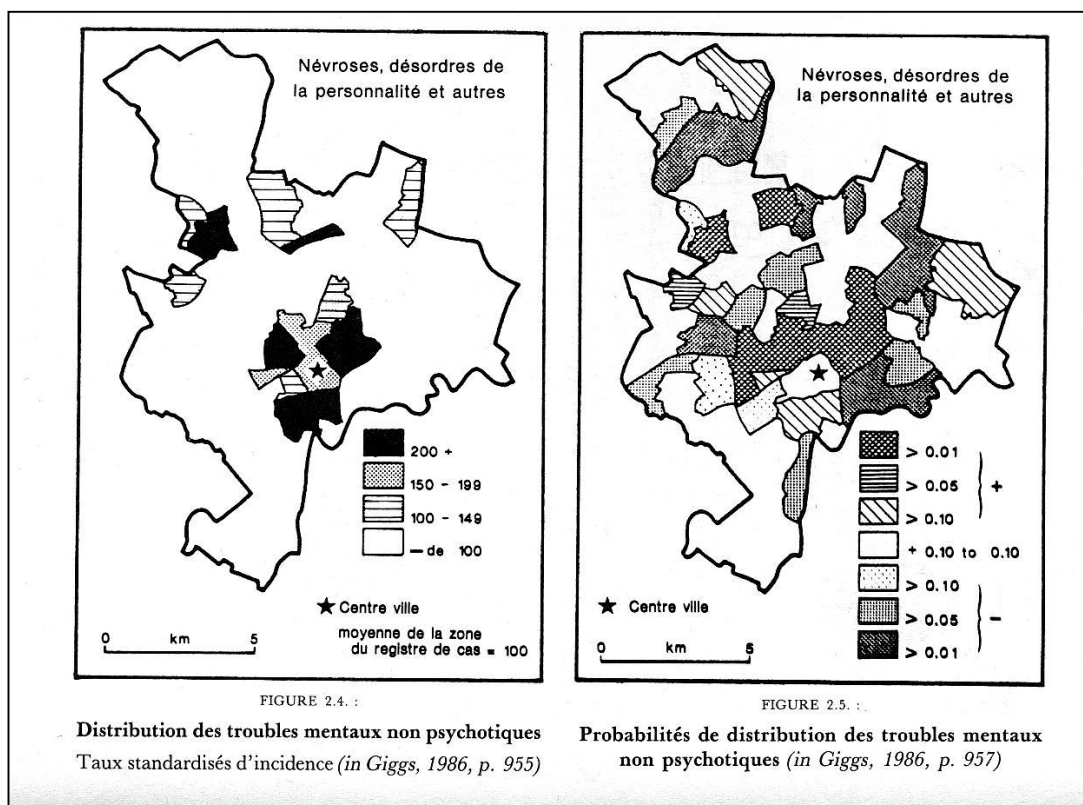 Névroses, désordres de
la personnalité et autres
200 +
150 - 199
100 - 149
— de 100
★ Centre ville
moyenne de la zone
du registre de cas = 100
0 km 5
FIGURE 2.4. :
Distribution des troubles mentaux non psychotiques
Taux standardisés d'incidence (in Giggs, 1986, p. 955)
Névroses, désordres de
la personnalité et autres
> 0.01
> 0.05 +
> 0.10
+ 0.10 to 0.10
> 0.10
> 0.05 −
> 0.01
★ Centre ville
0 km 5
FIGURE 2.5. :
Probabilités de distribution des troubles mentaux
non psychotiques (in Giggs, 1986, p. 957)